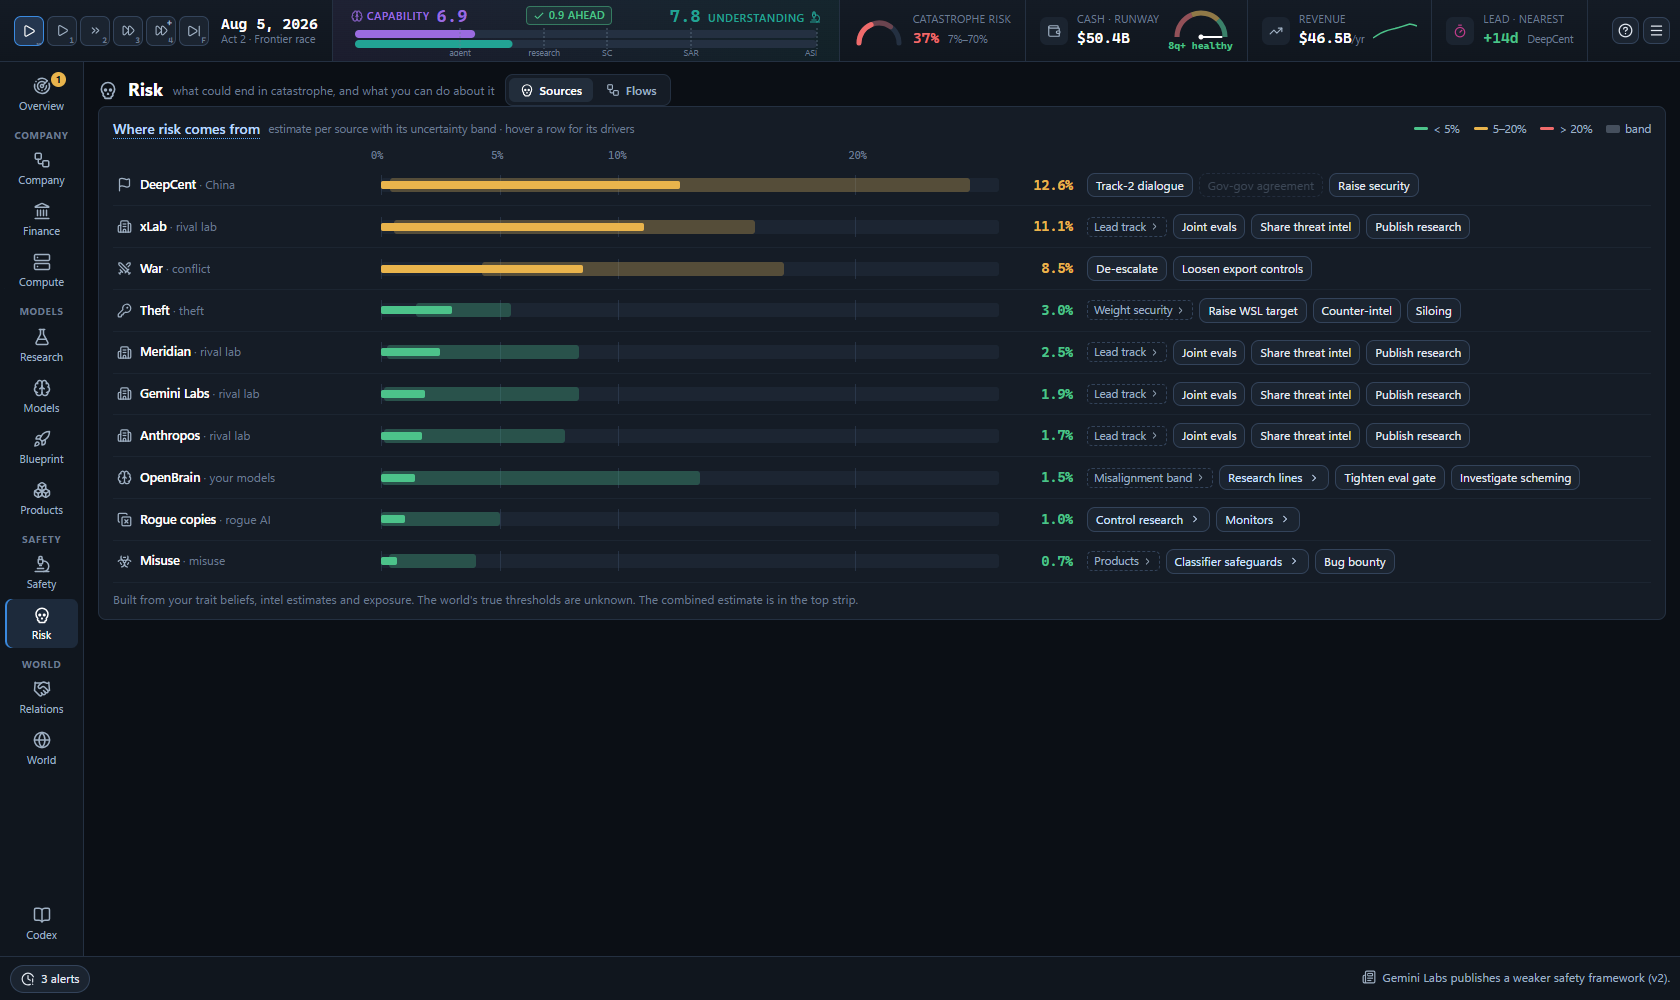 1
2
3
4
F
Aug 5, 2026
Act 2 · Frontier race
CAPABILITY 6.9
0.9 AHEAD
7.8 UNDERSTANDING
agent
research
SC
SAR
ASI
CATASTROPHE RISK
37% 7%–70%
CASH · RUNWAY
$50.4B
8q+ healthy
REVENUE
$46.5B/yr
LEAD · NEAREST
+14d DeepCent
1
Overview
COMPANY
Company
Finance
Compute
MODELS
Research
Models
Blueprint
Products
SAFETY
Safety
Risk
WORLD
Relations
World
Codex
Risk what could end in catastrophe, and what you can do about it
Sources
Flows
Where risk comes from estimate per source with its uncertainty band · hover a row for its drivers
< 5% 5–20% > 20% band
0% 5% 10% 20%
DeepCent · China 12.6% Track-2 dialogue Gov-gov agreement Raise security
xLab · rival lab 11.1% Lead track > Joint evals Share threat intel Publish research
War · conflict 8.5% De-escalate Loosen export controls
Theft · theft 3.0% Weight security > Raise WSL target Counter-intel Siloing
Meridian · rival lab 2.5% Lead track > Joint evals Share threat intel Publish research
Gemini Labs · rival lab 1.9% Lead track > Joint evals Share threat intel Publish research
Anthropos · rival lab 1.7% Lead track > Joint evals Share threat intel Publish research
OpenBrain · your models 1.5% Misalignment band > Research lines > Tighten eval gate Investigate scheming
Rogue copies · rogue AI 1.0% Control research > Monitors >
Misuse · misuse 0.7% Products > Classifier safeguards > Bug bounty
Built from your trait beliefs, intel estimates and exposure. The world's true thresholds are unknown. The combined estimate is in the top strip.
3 alerts
Gemini Labs publishes a weaker safety framework (v2).